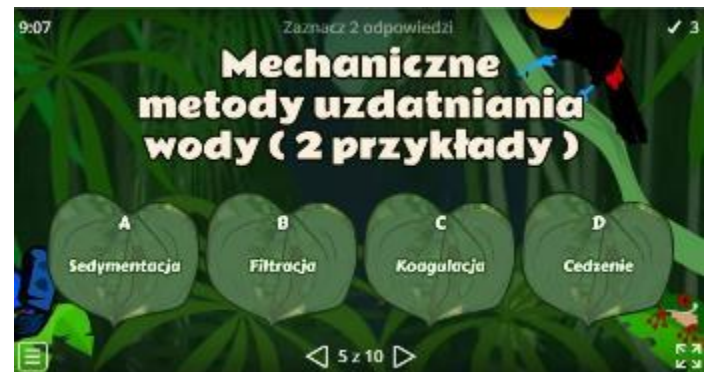 9:07
Zaznacz 2 odpowiedzi
3
Mechaniczne
metody uzdatniania
wody ( 2 przykłady )
A
Sedymentacja
B
Filtracja
C
Koagulacja
D
Cedzenie
5 z 10